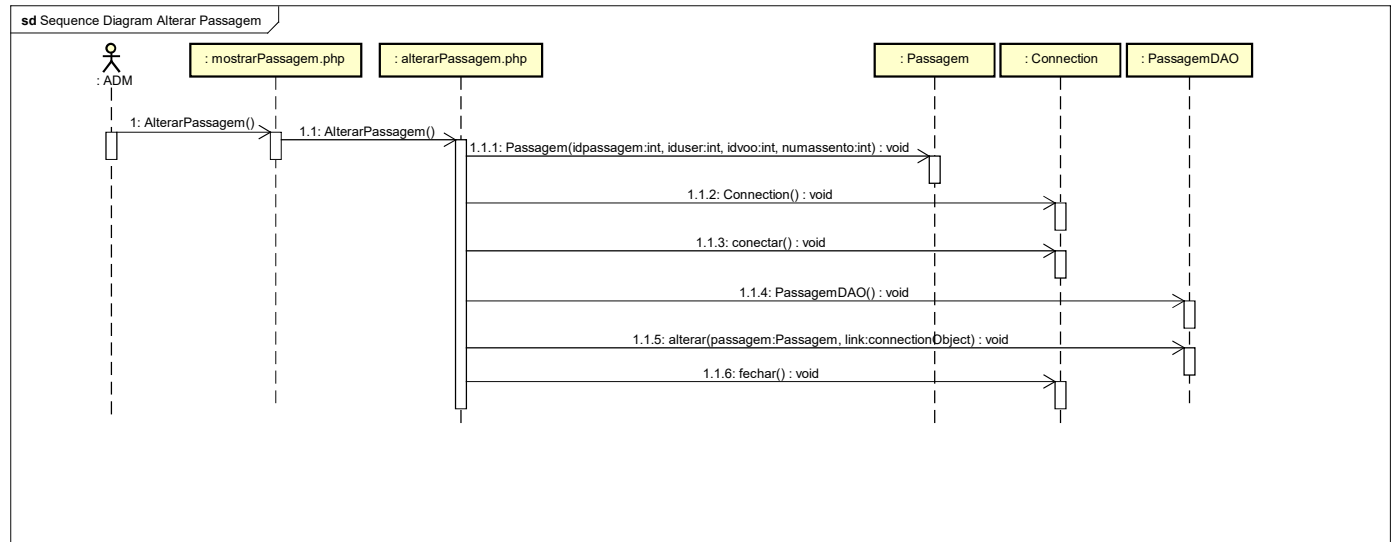 sd Sequence Diagram Alterar Passagem
: ADM
: mostrarPassagem.php
: alterarPassagem.php
: Passagem
: Connection
: PassagemDAO
1: AlterarPassagem()
1.1: AlterarPassagem()
1.1.1: Passagem(idpassagem:int, iduser:int, idvoo:int, numassento:int) : void
1.1.2: Connection() : void
1.1.3: conectar() : void
1.1.4: PassagemDAO() : void
1.1.5: alterar(passagem:Passagem, link:connectionObject) : void
1.1.6: fechar() : void